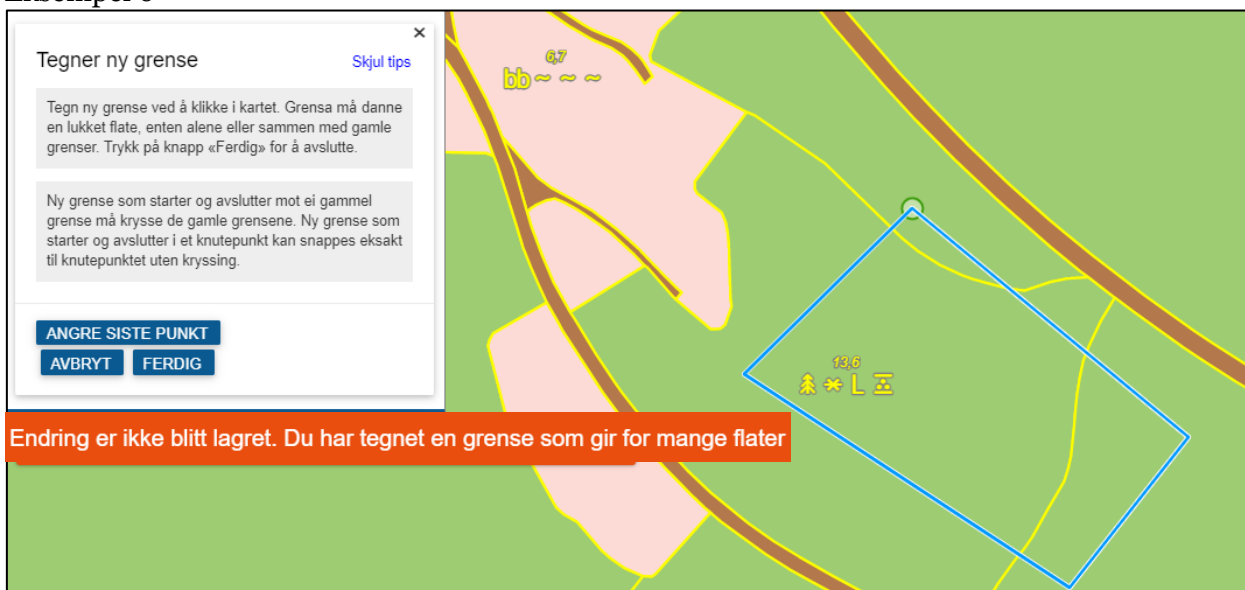 Tegner ny grense
Skjul tips
Tegn ny grense ved å klikke i kartet. Grensa må danne
en lukket flate, enten alene eller sammen med gamle
grenser. Trykk på knapp «Ferdig» for å avslutte.
Ny grense som starter og avslutter mot ei gammel
grense må krysse de gamle grensene. Ny grense som
starter og avslutter i et knutepunkt kan snappes eksakt
til knutepunktet uten kryssing.
ANGRE SISTE PUNKT
AVBRYT FERDIG
Endring er ikke blitt lagret. Du har tegnet en grense som gir for mange flater
6,7
bb~ ~ ~
13,6
L